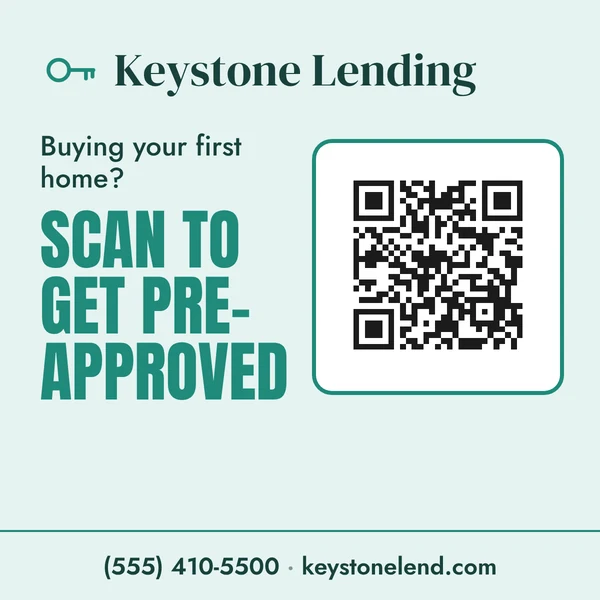 Keystone Lending
Buying your first
home?
SCAN TO
GET PRE-
APPROVED
(555) 410-5500 · keystonelend.com